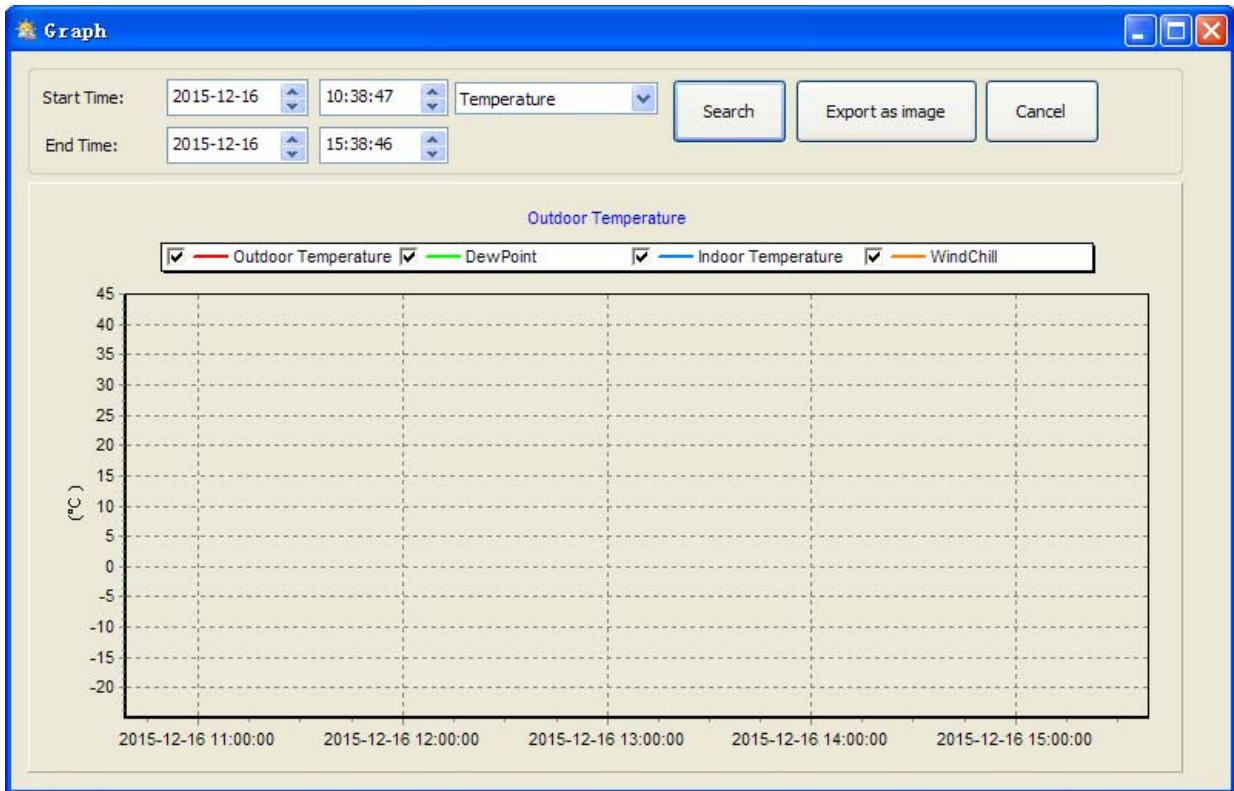 Graph
Start Time: 2015-12-16 10:38:47 Temperature Search Export as image Cancel
End Time: 2015-12-16 15:38:46
Outdoor Temperature
Outdoor Temperature DewPoint Indoor Temperature WindChill
45
40
35
30
25
20
15
(°C)
10
5
0
-5
-10
-15
-20
2015-12-16 11:00:00 2015-12-16 12:00:00 2015-12-16 13:00:00 2015-12-16 14:00:00 2015-12-16 15:00:00